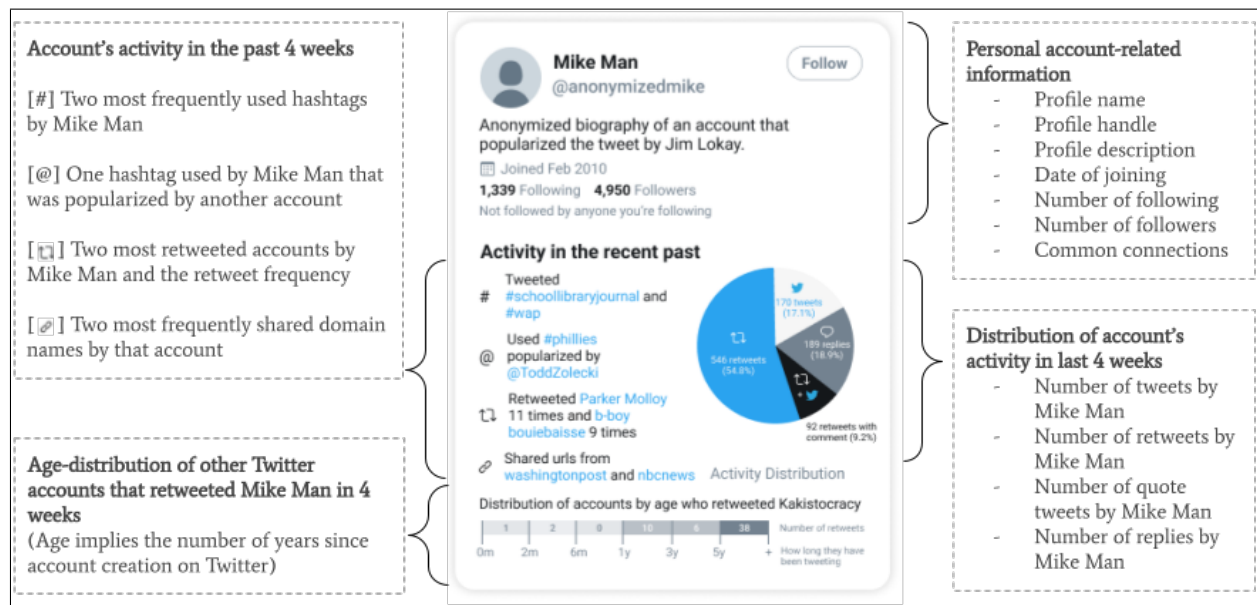 Account's activity in the past 4 weeks
[#] Two most frequently used hashtags
by Mike Man
[@] One hashtag used by Mike Man that
was popularized by another account
[ ] Two most retweeted accounts by
Mike Man and the retweet frequency
[ ] Two most frequently shared domain
names by that account
Age-distribution of other Twitter
accounts that retweeted Mike Man in 4
weeks
(Age implies the number of years since
account creation on Twitter)
Mike Man
@anonymizedmike
Follow
Anonymized biography of an account that
popularized the tweet by Jim Lokay.
Joined Feb 2010
1,339 Following 4,950 Followers
Not followed by anyone you're following
Activity in the recent past
Tweeted
# #schoollibraryjournal and
#wap
Used #phillies
@ popularized by
@ToddZolecki
Retweeted Parker Molloy
11 times and b-boy
bouiebaisse 9 times
Shared urls from
washingtonpost and nbcnews
170 tweets
(17.1%)
189 replies
(18.9%)
546 retweets
(54.8%)
+
92 retweets with
comment (9.2%)
Activity Distribution
Distribution of accounts by age who retweeted Kakistocracy
1 2 0 10 6 38 Number of retweets
0m 2m 6m 1y 3y 5y + How long they have
been tweeting
Personal account-related
information
- Profile name
- Profile handle
- Profile description
- Date of joining
- Number of following
- Number of followers
- Common connections
Distribution of account's
activity in last 4 weeks
- Number of tweets by
Mike Man
- Number of retweets by
Mike Man
- Number of quote
tweets by Mike Man
- Number of replies by
Mike Man